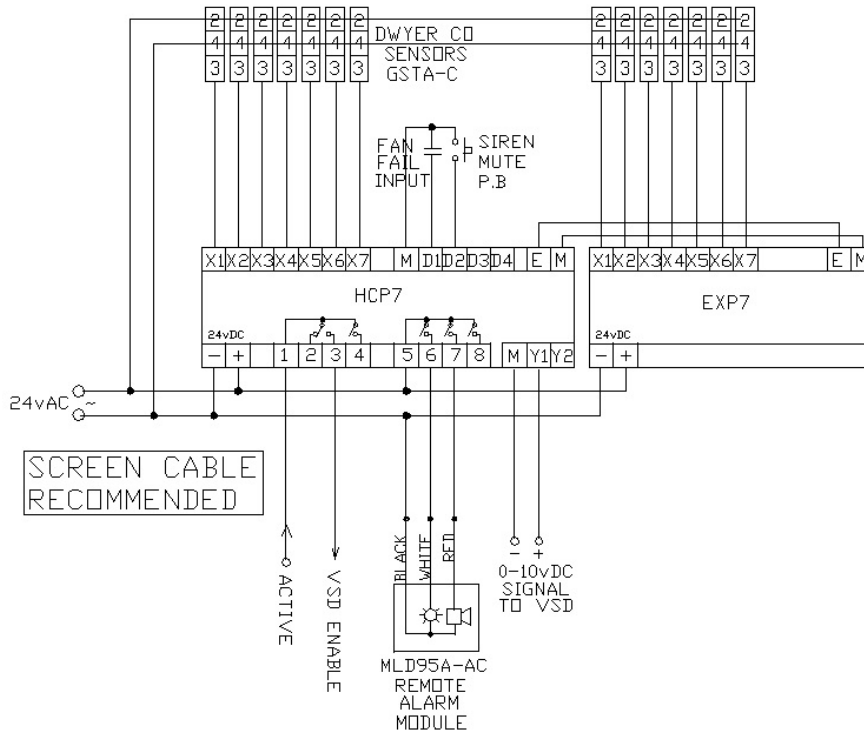 2 2 2 2 2 2 2 2 2 2 2 2 2 2
4 4 4 4 4 4 4 4 4 4 4 4 4 4
3 3 3 3 3 3 3 3 3 3 3 3 3 3
DWYER CO
SENSORS
GSTA-C
FAN
FAIL
INPUT
SIREN
MUTE
P.B
X1 X2 X3 X4 X5 X6 X7 M D1 D2 D3 D4 E M
X1 X2 X3 X4 X5 X6 X7 E M
HCP7
EXP7
24vDC
24vDC
- + 1 2 3 4 5 6 7 8 M Y1 Y2
- +
24vAC ~
SCREEN CABLE
RECOMMENDED
ACTIVE
VSD ENABLE
BLACK
WHITE
RED
- +
0-10vDC
SIGNAL
TO VSD
MLD95A-AC
REMOTE
ALARM
MODULE